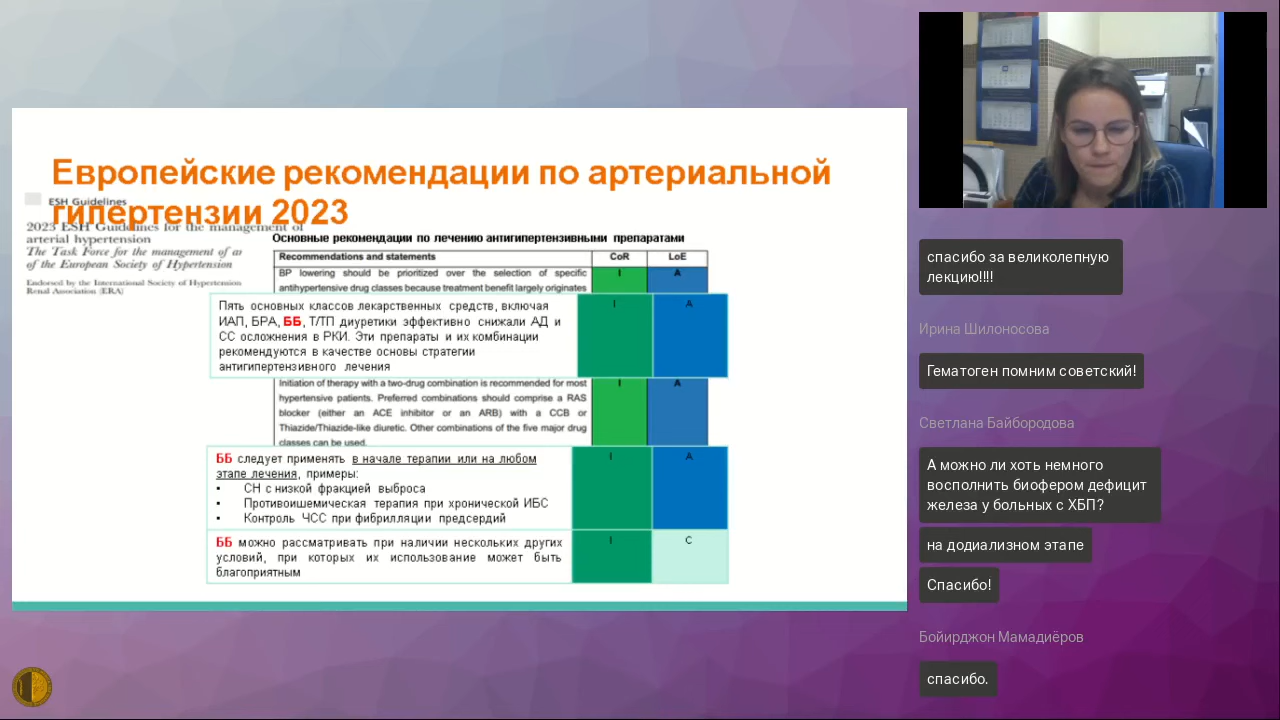 Европейские рекомендации по артериальной
гипертензии 2023
ESH Guidelines
2023 ESH Guidelines for the management of
arterial hypertension
The Task Force for the management of ar
of the European Society of Hypertension
Endorsed by the International Society of Hypertension
Renal Association (ERA)
Основные рекомендации по лечению антигипертензивными препаратами
Recommendations and statements CoR LoE
BP lowering should be prioritized over the selection of specific I A
antihypertensive drug classes because treatment benefit largely originates
Пять основных классов лекарственных средств, включая I A
ИАП, БРА, ББ, Т/ТП диуретики эффективно снижали АД и
СС осложнения в РКИ. Эти препараты и их комбинации
рекомендуются в качестве основы стратегии
антигипертензивного лечения
Initiation of therapy with a two-drug combination is recommended for most I A
hypertensive patients. Preferred combinations should comprise a RAS
blocker (either an ACE inhibitor or an ARB) with a CCB or
Thiazide/Thiazide-like diuretic. Other combinations of the five major drug
classes can be used.
ББ следует применять в начале терапии или на любом I A
этапе лечения, примеры:
• СН с низкой фракцией выброса
• Противоишемическая терапия при хронической ИБС
• Контроль ЧСС при фибрилляции предсердий
ББ можно рассматривать при наличии нескольких других I C
условий, при которых их использование может быть
благоприятным
спасибо за великолепную
лекцию!!!!
Ирина Шилоносова
Гематоген помним советский!
Светлана Байбородова
А можно ли хоть немного
восполнить биофером дефицит
железа у больных с ХБП?
на додиализном этапе
Спасибо!
Бойирджон Мамадиёров
спасибо.